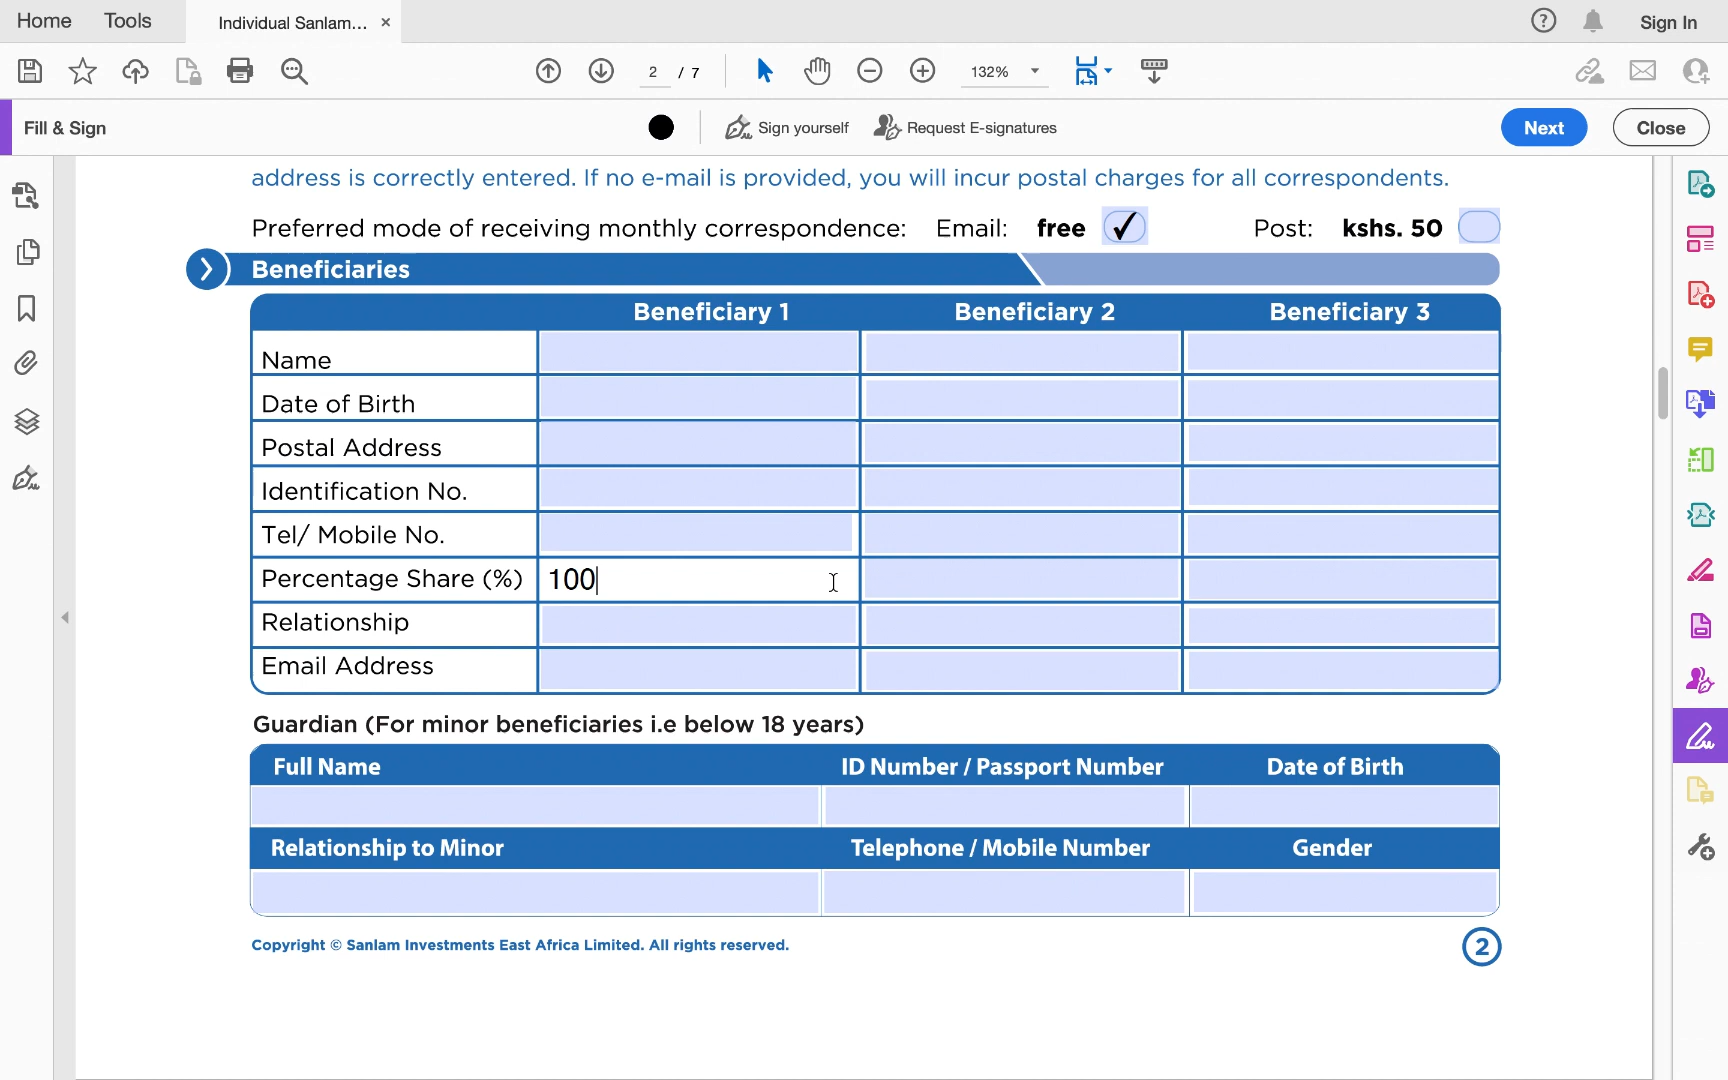 Home Tools Individual Sanlam... × Sign In
2 / 7 132%
Fill & Sign Sign yourself Request E-signatures Next Close
address is correctly entered. If no e-mail is provided, you will incur postal charges for all correspondents.
Preferred mode of receiving monthly correspondence: Email: free ✓ Post: kshs. 50
Beneficiaries
Beneficiary 1 Beneficiary 2 Beneficiary 3
Name
Date of Birth
Postal Address
Identification No.
Tel/ Mobile No.
Percentage Share (%) 100
Relationship
Email Address
Guardian (For minor beneficiaries i.e below 18 years)
Full Name ID Number / Passport Number Date of Birth
Relationship to Minor Telephone / Mobile Number Gender
Copyright © Sanlam Investments East Africa Limited. All rights reserved. 2